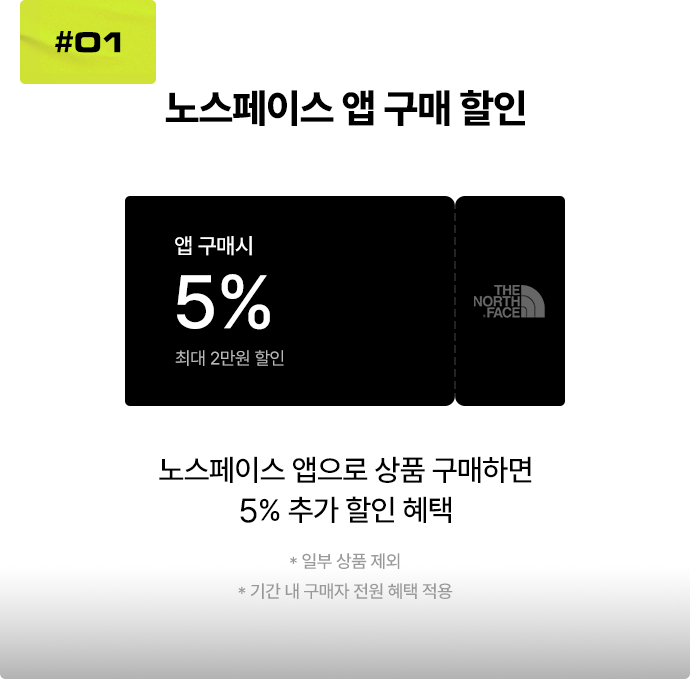 #01
노스페이스 앱 구매 할인
앱 구매시
5%
최대 2만원 할인
THE
NORTH
FACE
노스페이스 앱으로 상품 구매하면
5% 추가 할인 혜택
* 일부 상품 제외
* 기간 내 구매자 전원 혜택 적용